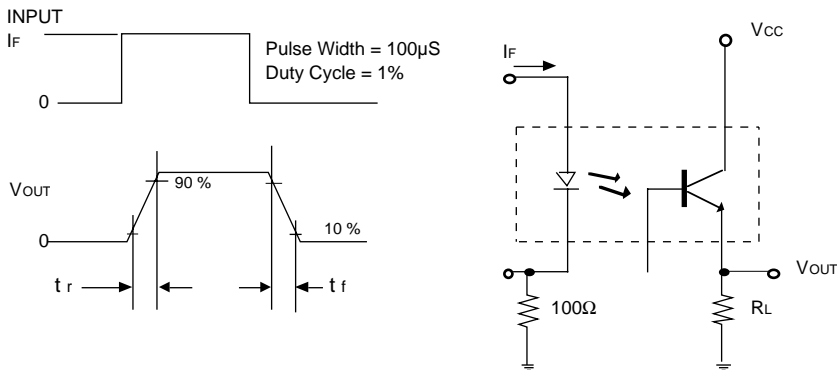 INPUT
IF
0
Pulse Width = 100µS
Duty Cycle = 1%
VOUT
0
90 %
10 %
t r
t f
IF
VCC
VOUT
100Ω
RL